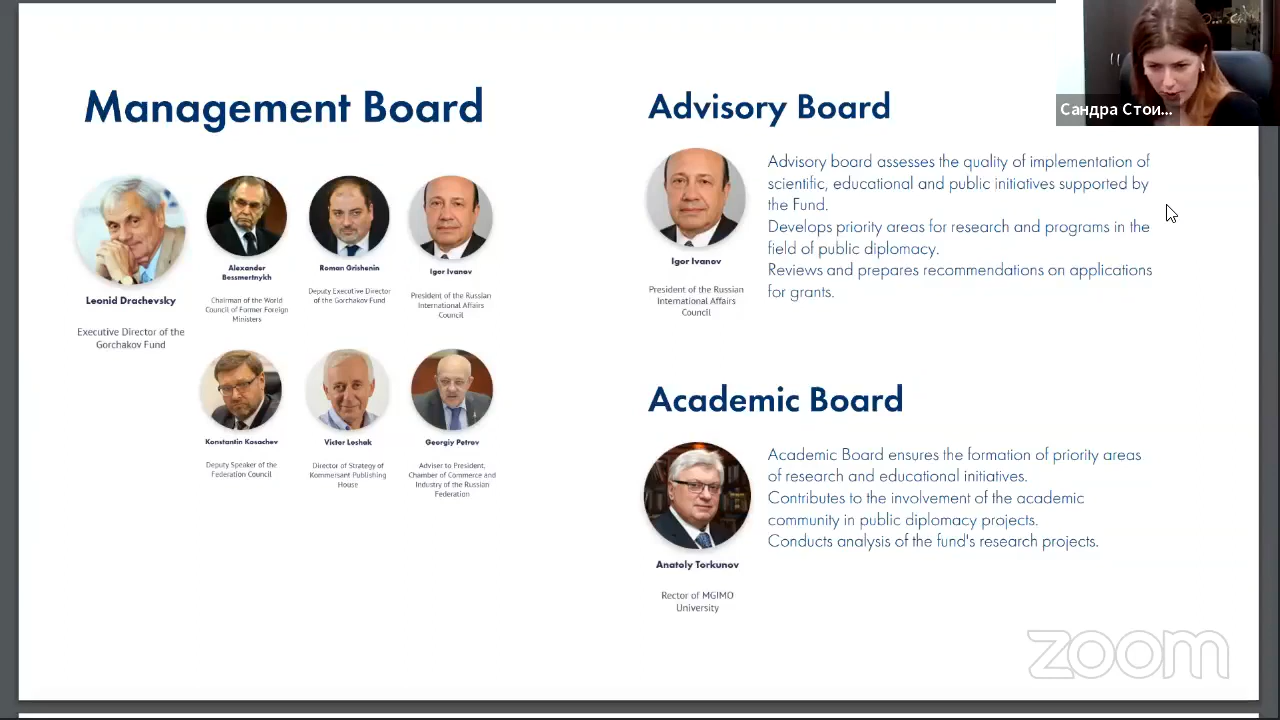 Management Board
Leonid Drachevsky
Executive Director of the
Gorchakov Fund
Alexander
Bessmertnykh
Chairman of the World
Council of Former Foreign
Ministers
Roman Grishenin
Deputy Executive Director
of the Gorchakov Fund
Igor Ivanov
President of the Russian
International Affairs
Council
Konstantin Kosachev
Deputy Speaker of the
Federation Council
Victor Loshak
Director of Strategy of
Kommersant Publishing
House
Georgiy Petrov
Adviser to President,
Chamber of Commerce and
Industry of the Russian
Federation
Advisory Board
Igor Ivanov
President of the Russian
International Affairs
Council
Advisory board assesses the quality of implementation of
scientific, educational and public initiatives supported by
the Fund.
Develops priority areas for research and programs in the
field of public diplomacy.
Reviews and prepares recommendations on applications
for grants.
Academic Board
Anatoly Torkunov
Rector of MGIMO
University
Academic Board ensures the formation of priority areas
of research and educational initiatives.
Contributes to the involvement of the academic
community in public diplomacy projects.
Conducts analysis of the fund's research projects.
Сандра Стои...
zoom